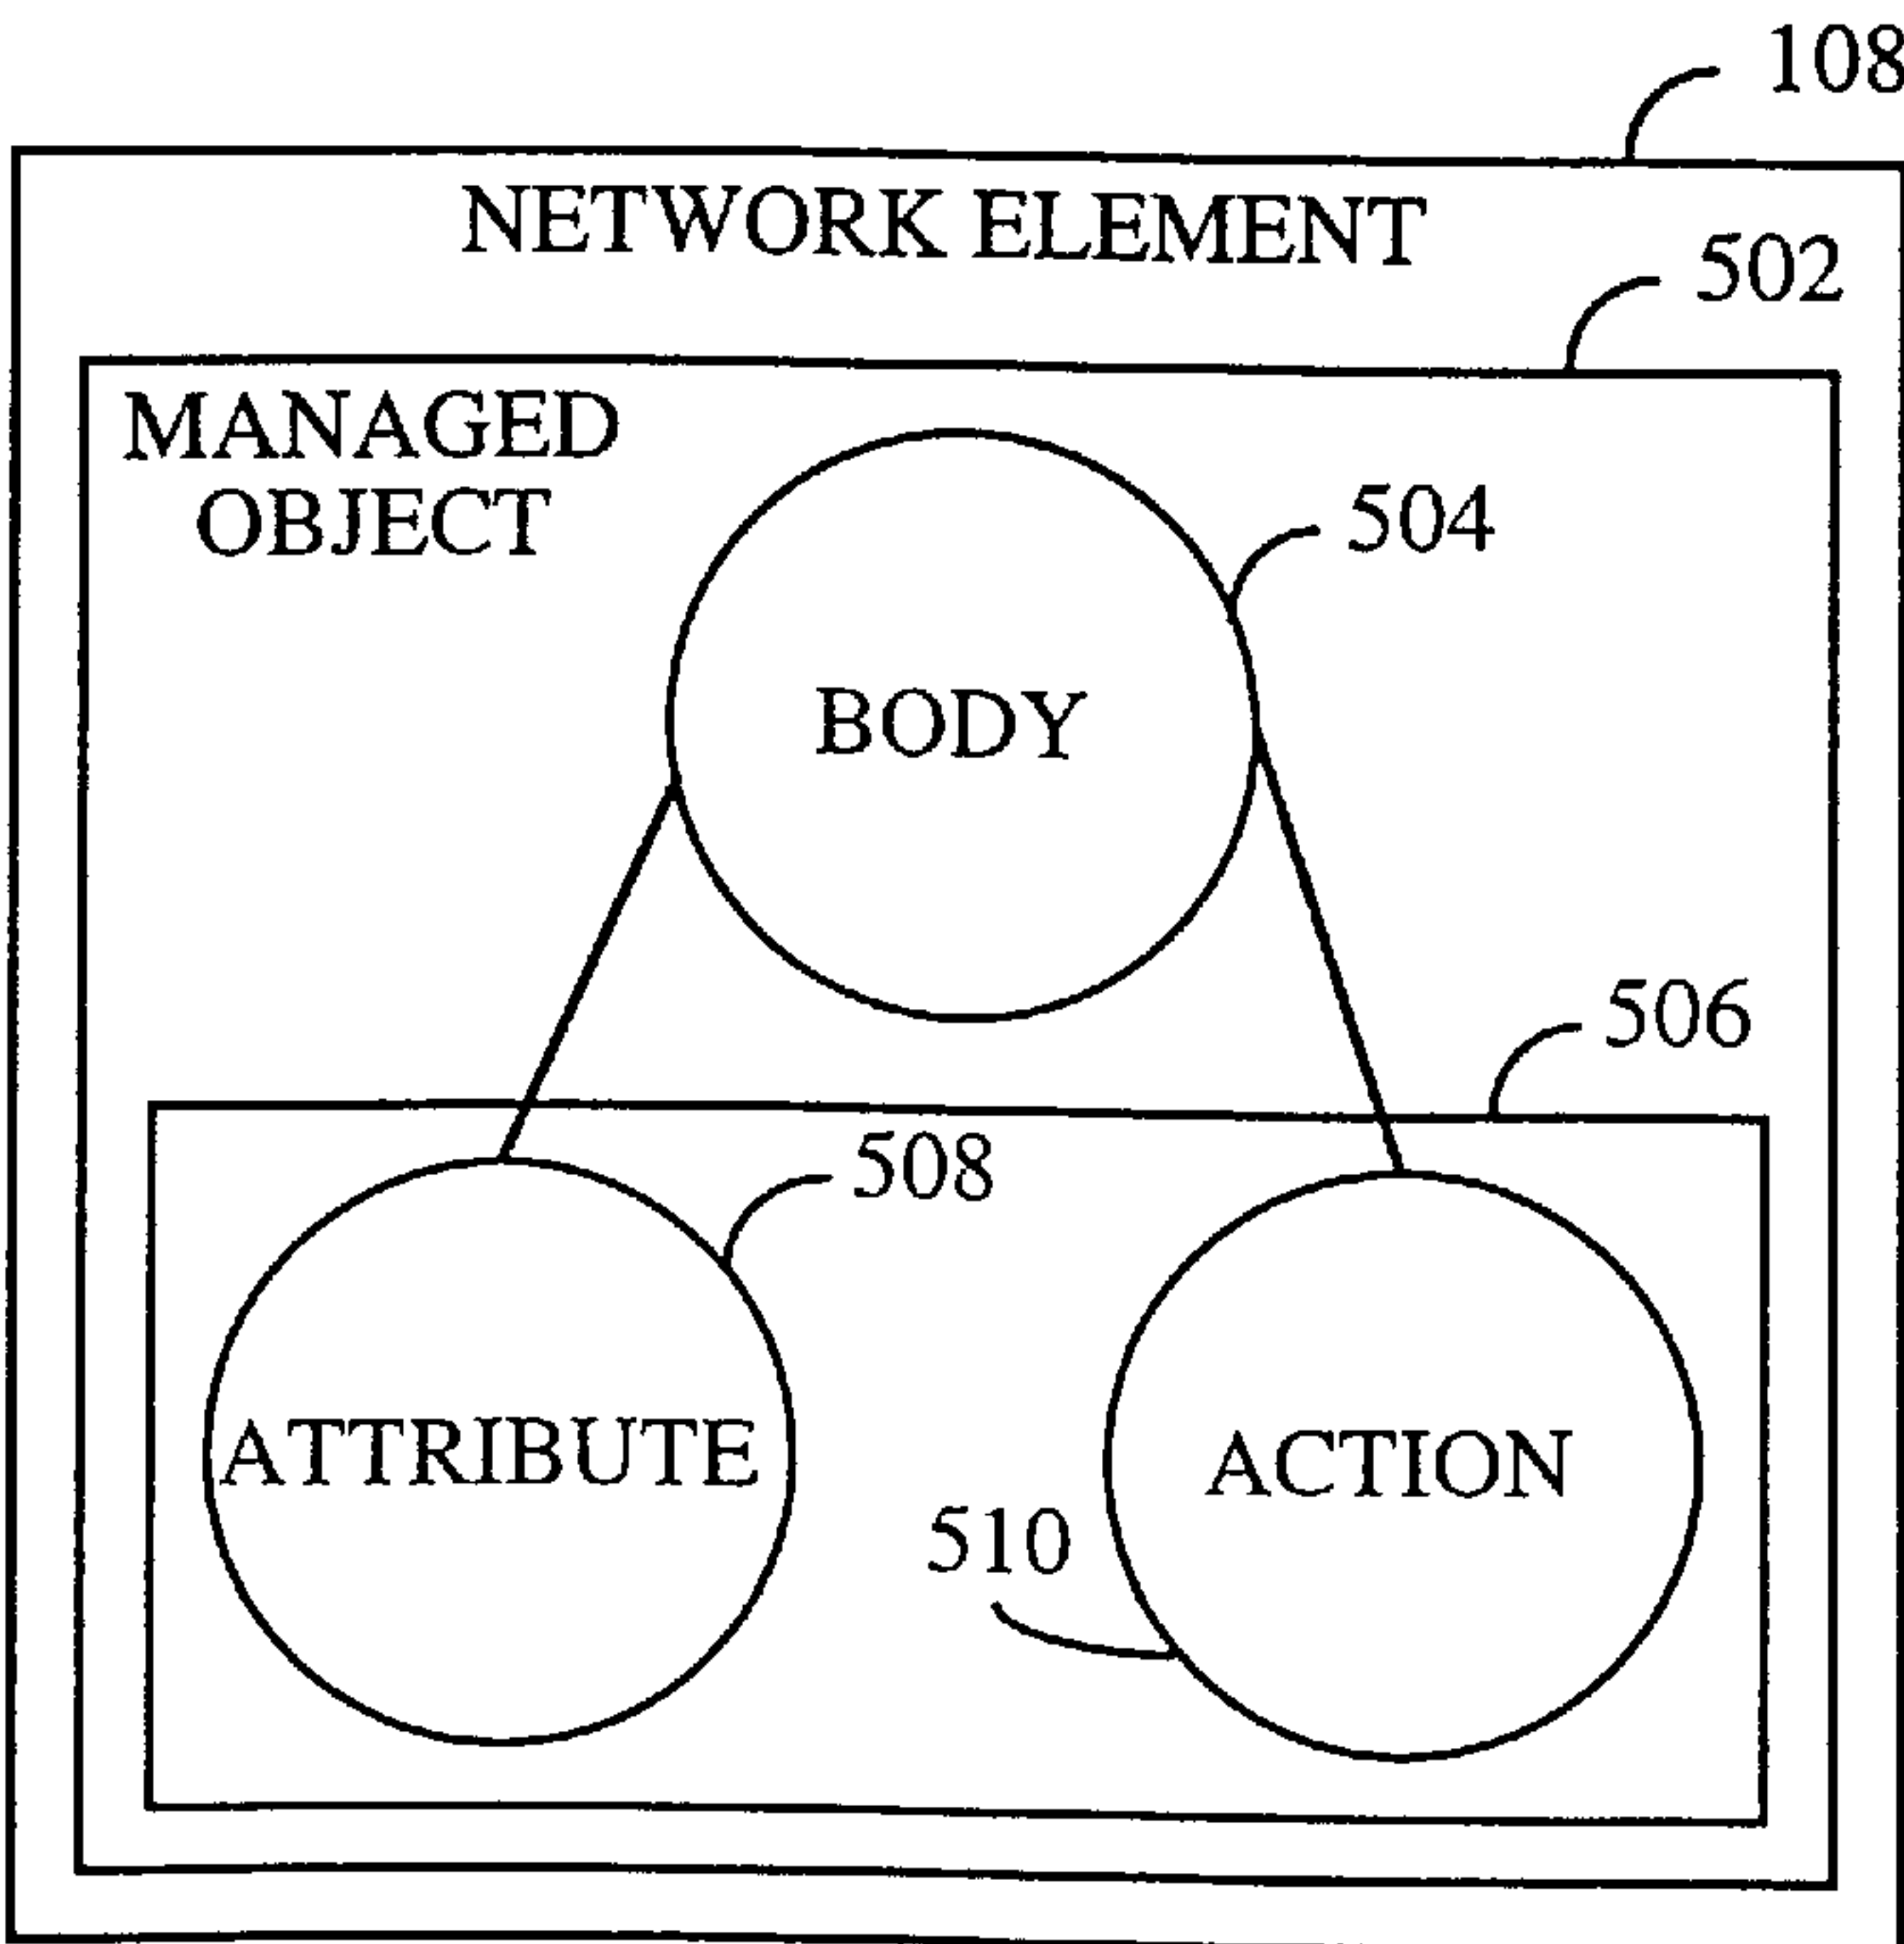 108
NETWORK ELEMENT
502
MANAGED
OBJECT
504
BODY
506
508
ATTRIBUTE
ACTION
510